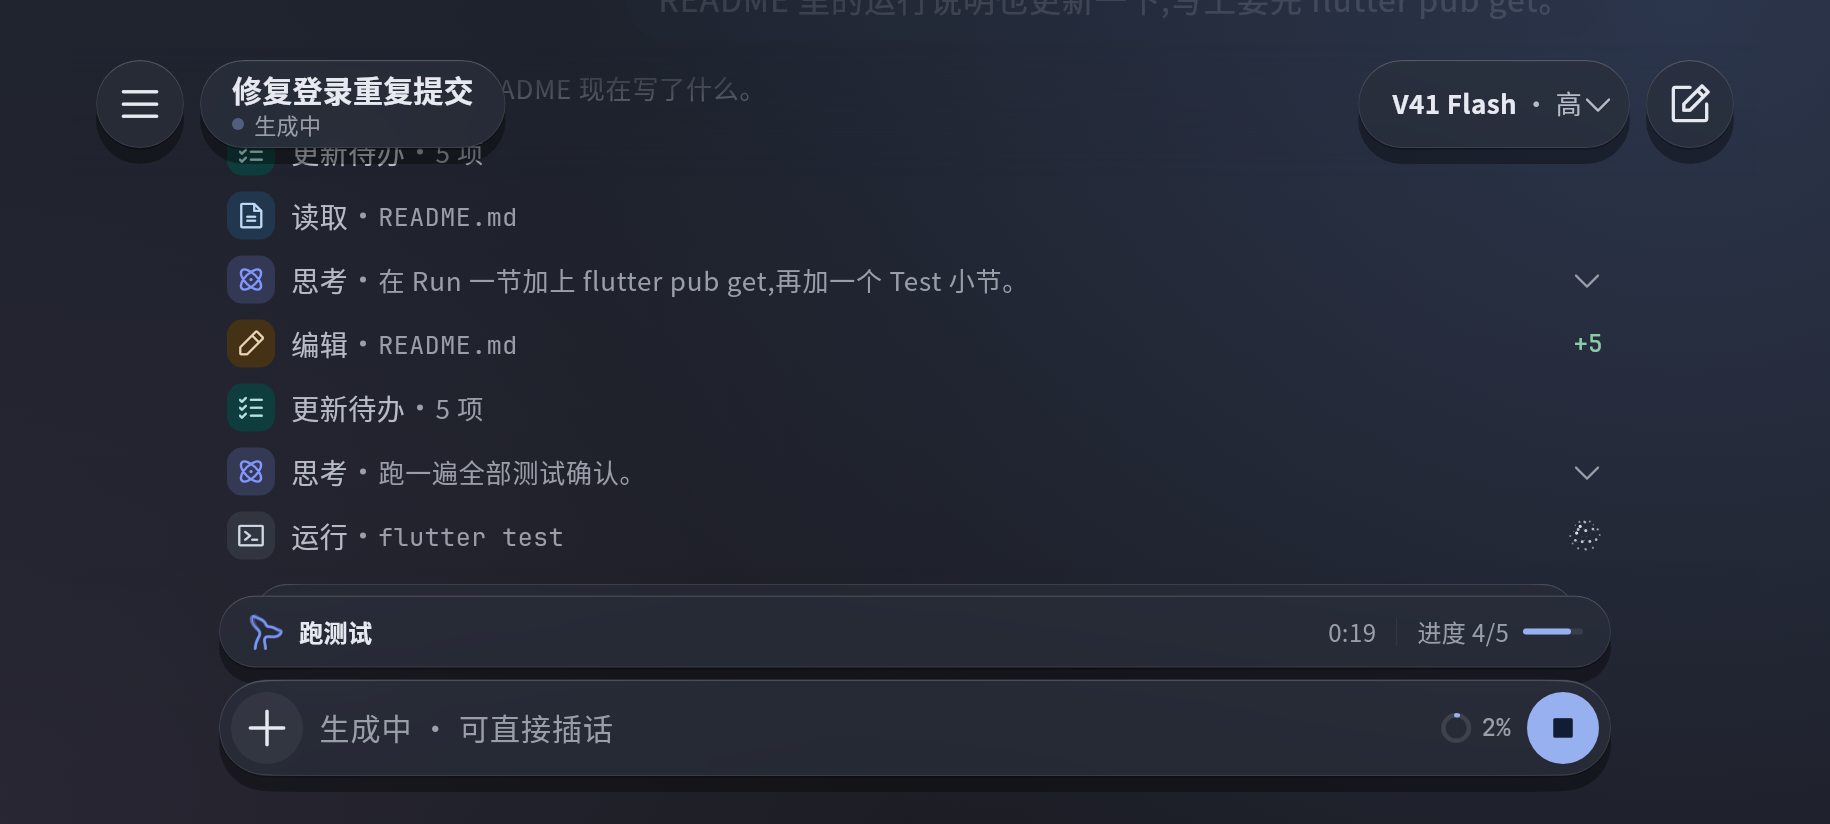 README 里的运行说明也更新一下,写上要先 flutter pub get。
修复登录重复提交
生成中
ADME 现在写了什么。
V41 Flash · 高
更新待办 · 5 项
读取 · README.md
思考 · 在 Run 一节加上 flutter pub get,再加一个 Test 小节。
编辑 · README.md
+5
更新待办 · 5 项
思考 · 跑一遍全部测试确认。
运行 · flutter test
跑测试
0:19
进度 4/5
生成中 · 可直接插话
2%